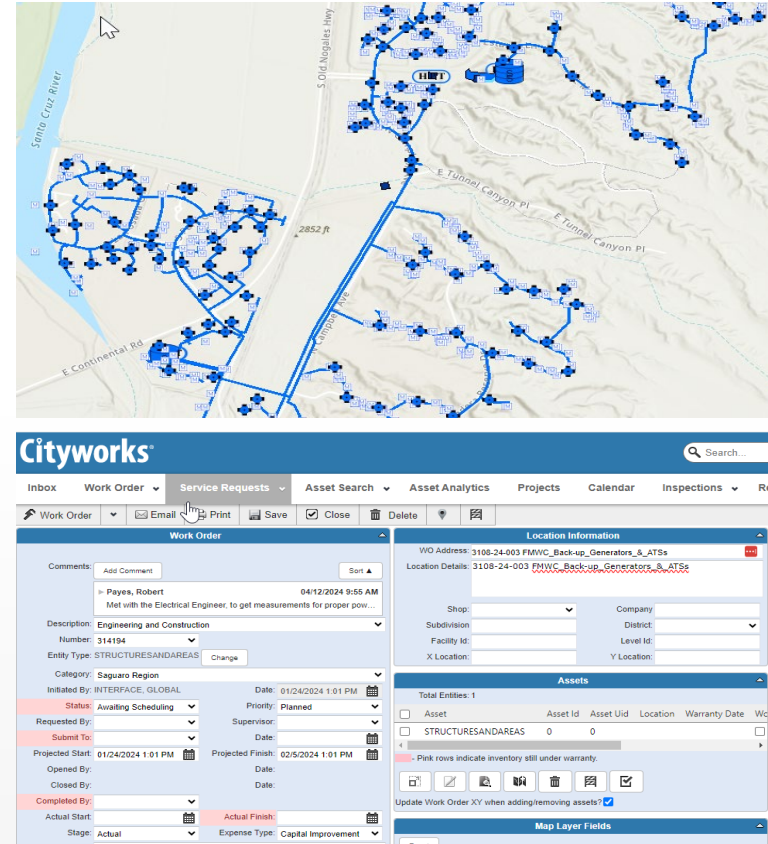 S Old Nogales Hwy
Santa Cruz River
E Tunnel Canyon Pl
E Tunnel Canyon Pl
2852 ft
Campbell Ave
E Continental Rd
Cityworks
Search...
Inbox Work Order Service Requests Asset Search Asset Analytics Projects Calendar Inspections
Work Order Email Print Save Close Delete
Work Order
Comments: Add Comment Sort ▲
Payes, Robert 04/12/2024 9:55 AM
Met with the Electrical Engineer, to get measurements for proper pow...
Description: Engineering and Construction
Number: 314194
Entity Type: STRUCTURESANDAREAS Change
Category: Saguaro Region
Initiated By: INTERFACE, GLOBAL Date: 01/24/2024 1:01 PM
Status: Awaiting Scheduling Priority: Planned
Requested By: Supervisor:
Submit To: Date:
Projected Start: 01/24/2024 1:01 PM Projected Finish: 02/5/2024 1:01 PM
Opened By: Date:
Closed By: Date:
Completed By:
Actual Start: Actual Finish:
Stage: Actual Expense Type: Capital Improvement
Location Information
WO Address: 3108-24-003 FMWC_Back-up_Generators_&_ATSs
Location Details: 3108-24-003 FMWC_Back-up_Generators_&_ATSs
Shop: Company
Subdivision District:
Facility Id: Level Id:
X Location: Y Location:
Assets
Total Entities: 1
Asset Asset Id Asset Uid Location Warranty Date Wo
STRUCTURESANDAREAS 0 0
- Pink rows indicate inventory still under warranty.
Update Work Order XY when adding/removing assets?
Map Layer Fields